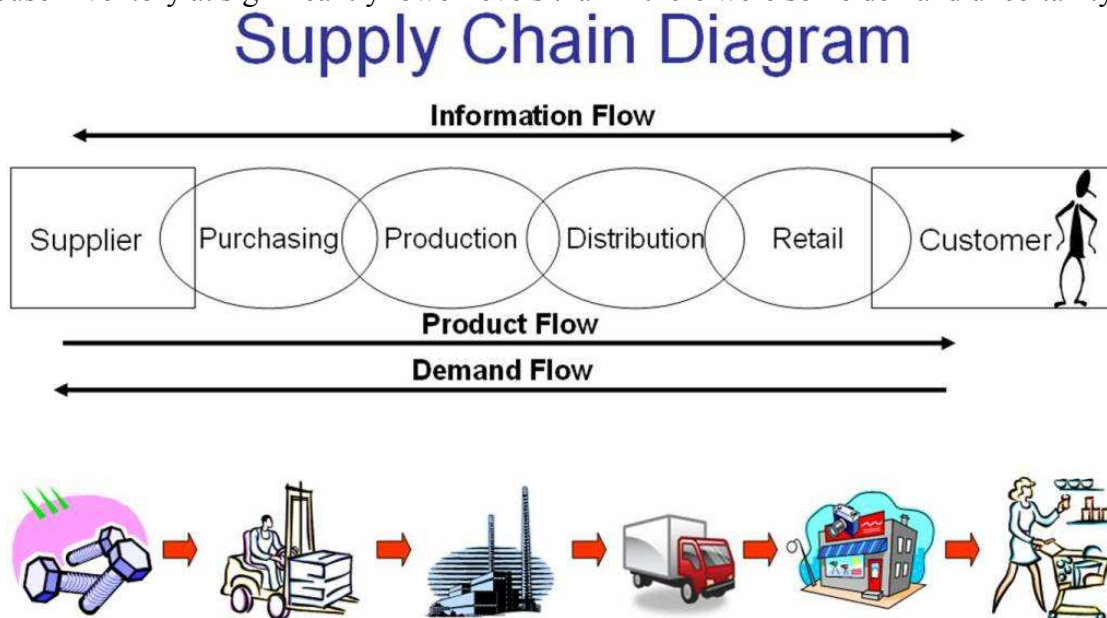 Supply Chain Diagram
Information Flow
Supplier Purchasing Production Distribution Retail Customer
Product Flow
Demand Flow